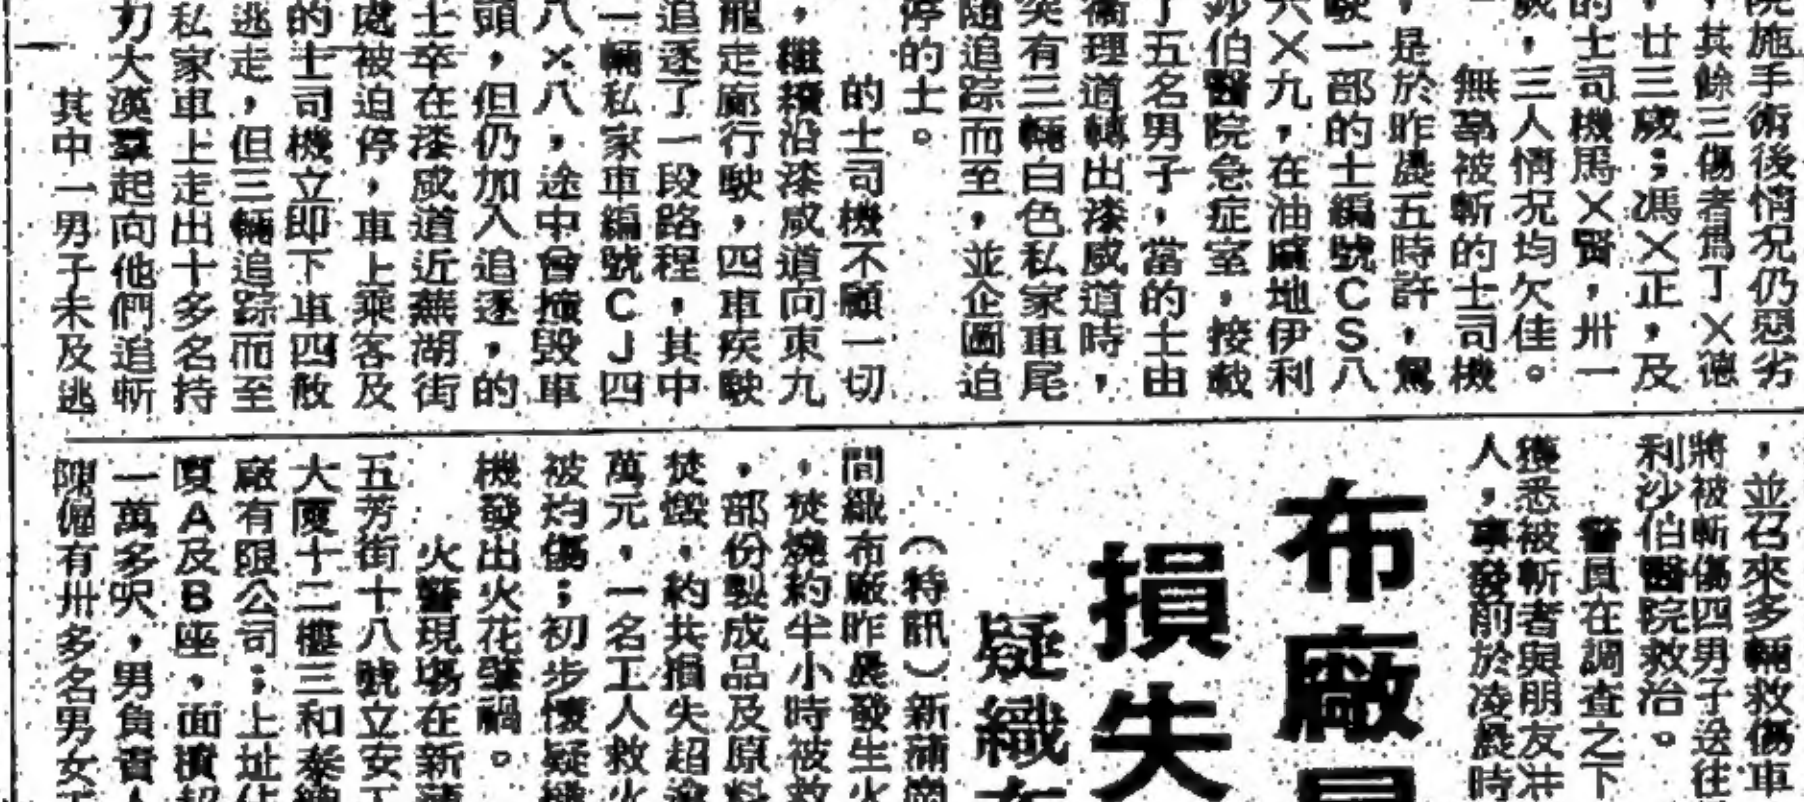 院施手術後情況仍惡劣
，其餘三傷者爲丁×德
，廿三歲；馮×正，及
的士司機馬×賢，卅一
歲，三人情況均欠佳。
無辜被斬的士司機
，是於昨晨五時許，駕
駛一部的士編號CS八
六×九，在油麻地伊利
沙伯醫院急症室，接載
了五名男子，當的士由
衞理道轉出漆咸道時，
突有三輛白色私家車尾
隨追踪而至，並企圖迫
停的士。
的士司機不顧一切
，繼續沿漆咸道向東九
龍走廊行駛，四車疾駛
追逐了一段路程，其中
一輛私家車編號CJ四
八×八，途中曾撞毀車
頭，但仍加入追逐，的
士卒在漆咸道近蕪湖街
處被迫停，車上乘客及
的士司機立即下車四散
逃走，但三輛追踪而至
私家車上走出十多名持
刀大漢羣起向他們追斬
一
其中一男子未及逃
，並召來多輛救傷車
將被斬傷四男子送往
利沙伯醫院救治。
警員在調查之下
獲悉被斬者與朋友共
人，事發前於凌晨時
布廠
損失
疑織
（特訊）新蒲崗
間織布廠昨晨發生火
，焚燒約半小時被救
，部份製成品及原料
焚燬，約共損失超逾
萬元，一名工人救火
被灼傷；初步懷疑機
機發出火花肇禍。
火警現場在新蒲
五芳街十八號立安工
大廈十二樓三和泰
廠有限公司；上址佔
廈A及B座，面積超
一萬多呎，男負責人
陳偓有卅多名男女工